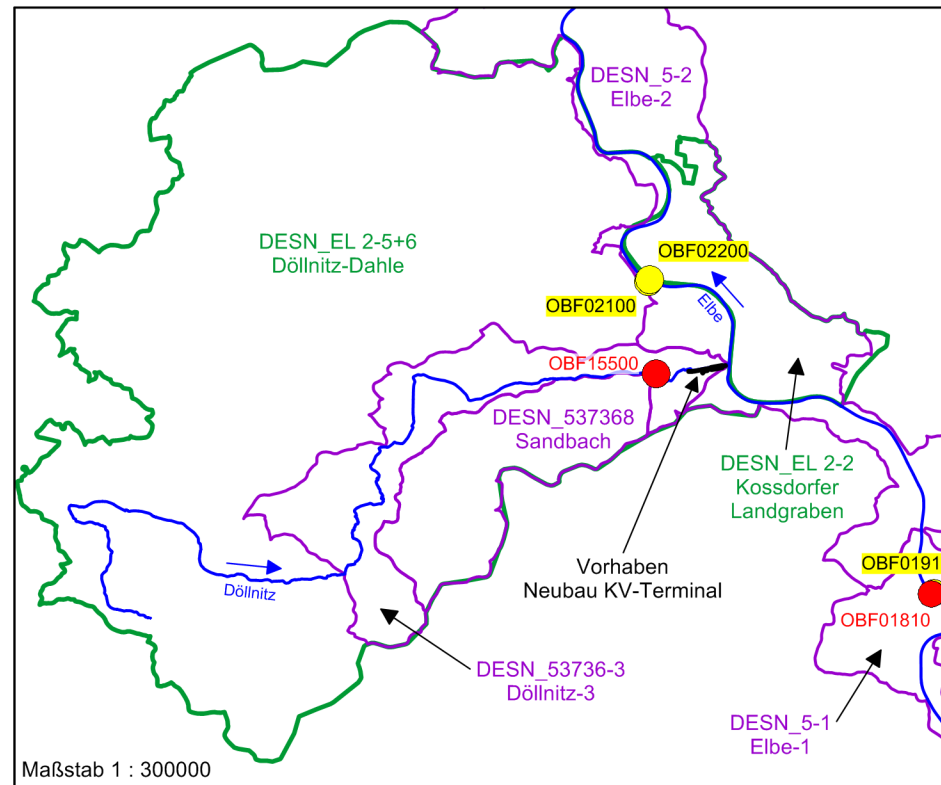 DESN_5-2
Elbe-2
DESN_EL 2-5+6
Döllnitz-Dahle
OBF02200
OBF02100
Elbe
OBF15500
DESN_537368
Sandbach
DESN_EL 2-2
Kossdorfer
Landgraben
Vorhaben
Neubau KV-Terminal
Döllnitz
OBF0191
OBF01810
DESN_53736-3
Döllnitz-3
DESN_5-1
Elbe-1
Maßstab 1 : 300000